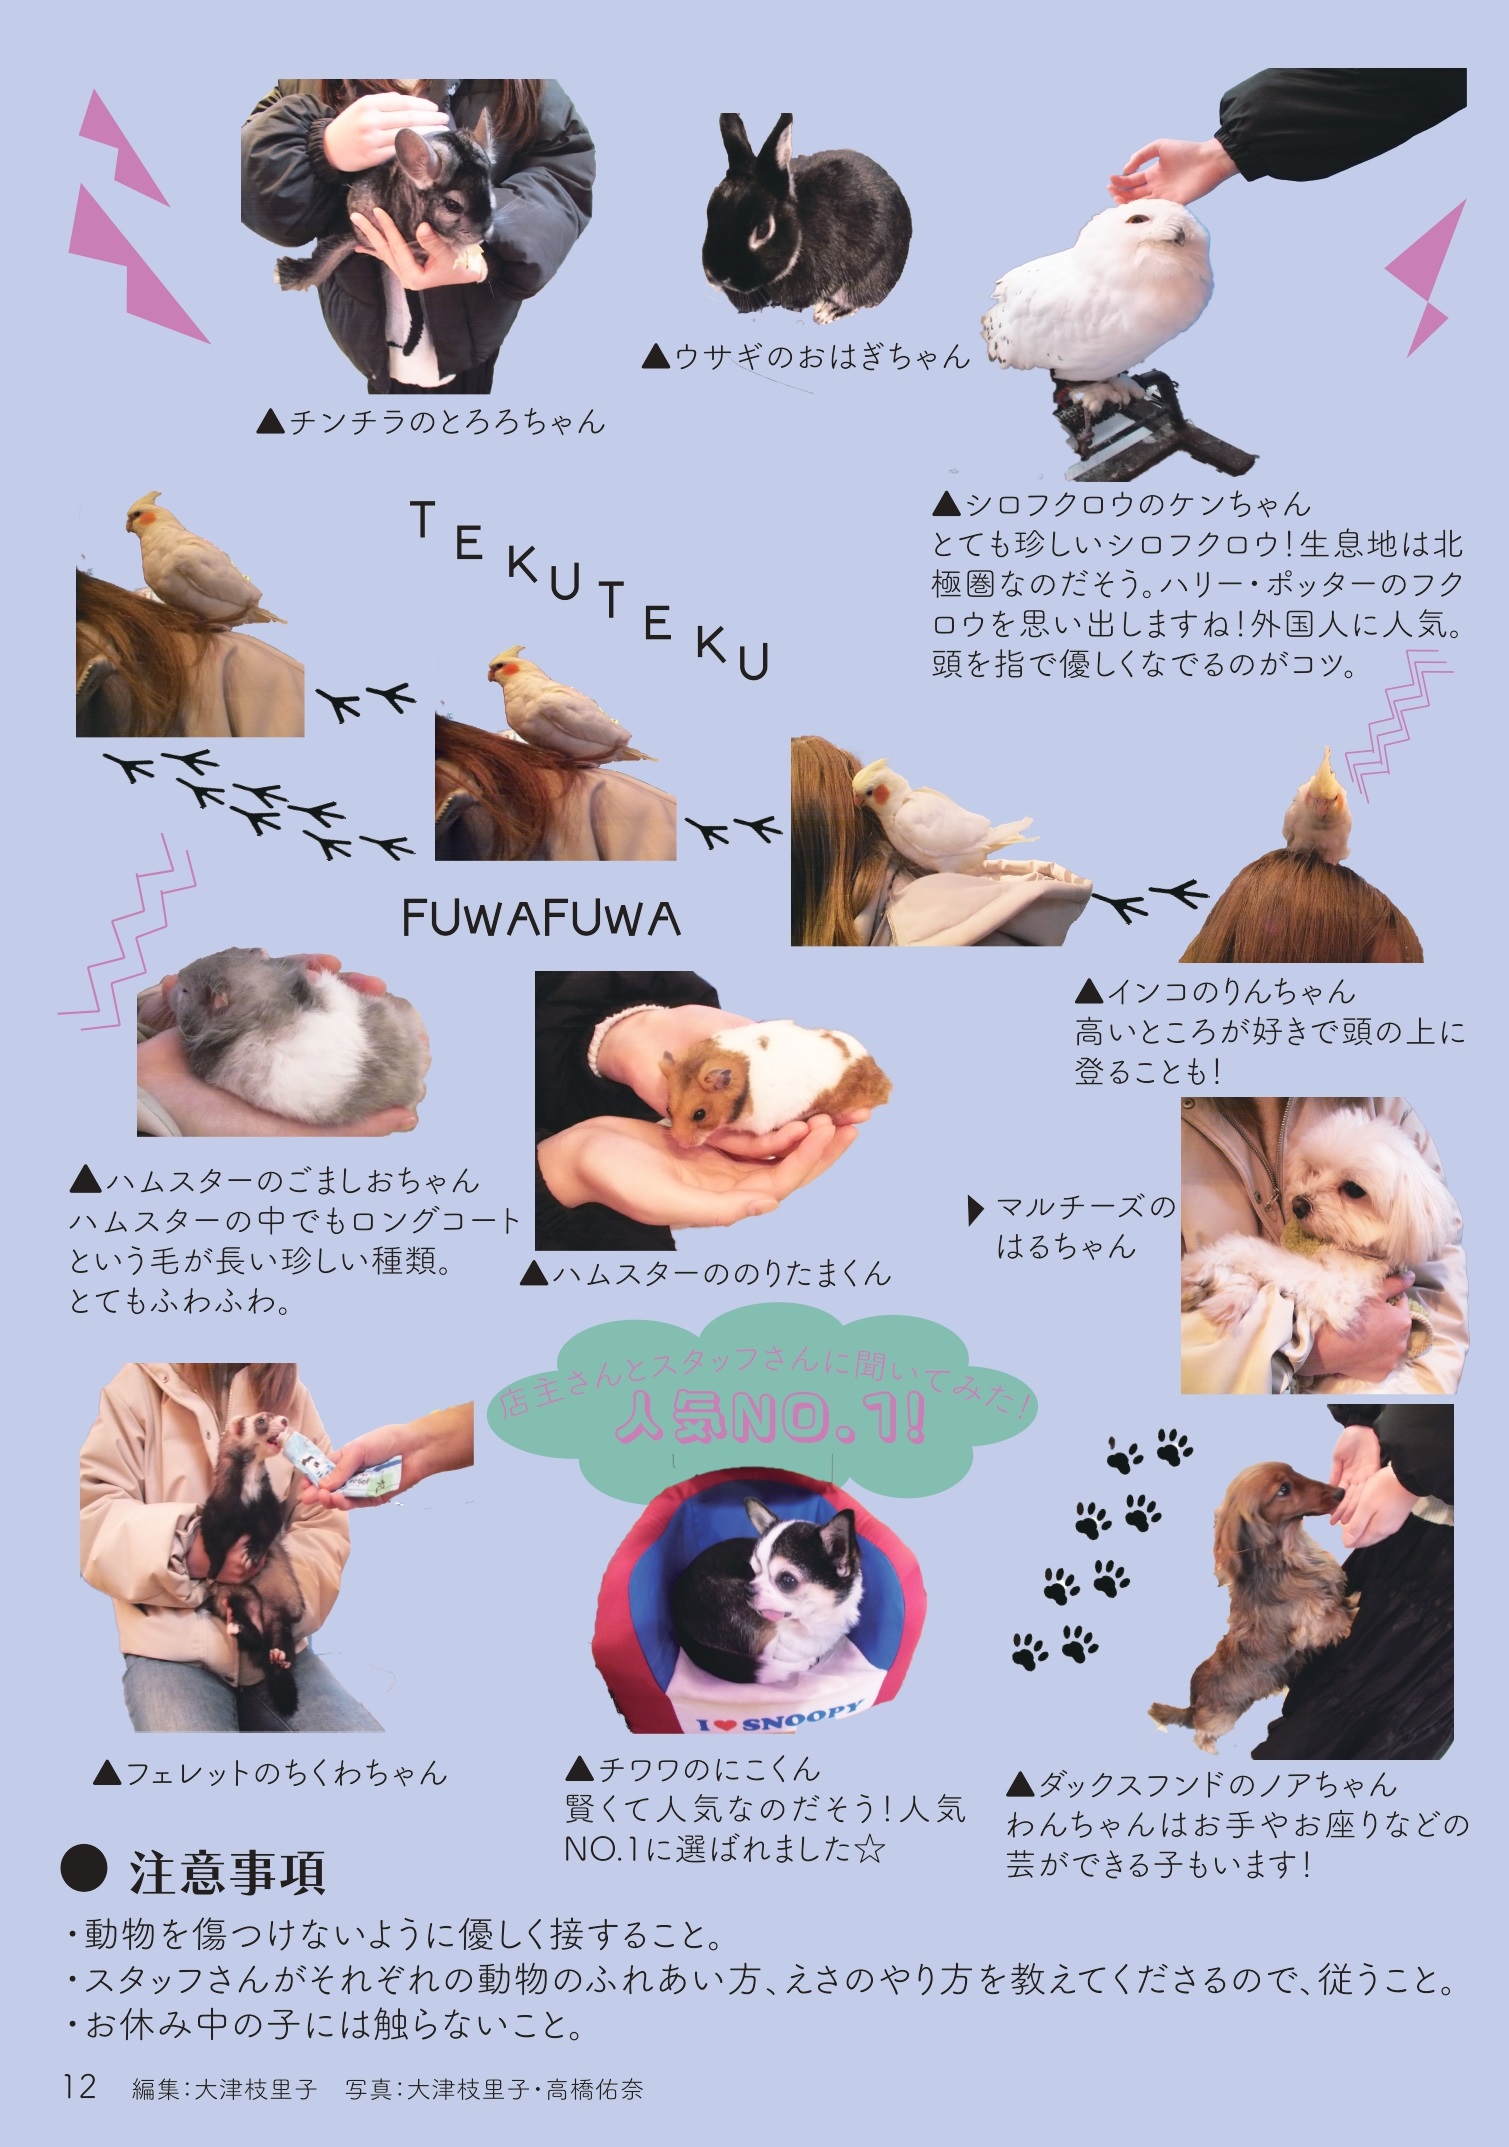 ▲チンチラのとろろちゃん
▲ウサギのおはぎちゃん
▲シロフクロウのケンちゃん
とても珍しいシロフクロウ！生息地は北
極圏なのだそう。ハリー・ポッターのフク
ロウを思い出しますね！外国人に人気。
頭を指で優しくなでるのがコツ。
TEKUTEKU
FUWAFUWA
▲インコのりんちゃん
高いところが好きで頭の上に
登ることも！
▲ハムスターのごましおちゃん
ハムスターの中でもロングコート
という毛が長い珍しい種類。
とてもふわふわ。
▲ハムスターののりたまくん
▶マルチーズの
はるちゃん
店主さんとスタッフさんに聞いてみた！
人気NO.1!
I ♥ SNOOPY
▲フェレットのちくわちゃん
▲チワワのにこくん
賢くて人気なのだそう！人気
NO.1に選ばれました☆
▲ダックスフンドのノアちゃん
わんちゃんはお手やお座りなどの
芸ができる子もいます！
●注意事項
・動物を傷つけないように優しく接すること。
・スタッフさんがそれぞれの動物のふれあい方、えさのやり方を教えてくださるので、従うこと。
・お休み中の子には触らないこと。
12 編集：大津枝里子 写真：大津枝里子・高橋佑奈